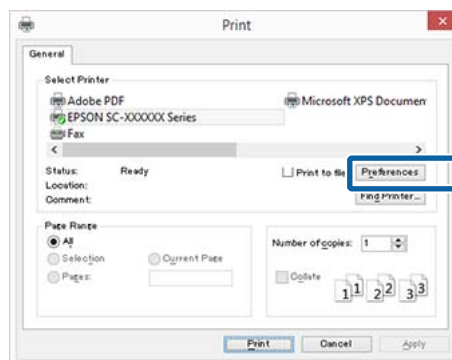 Print
General
Select Printer
Adobe PDF
Microsoft XPS Documen
EPSON SC-XXXXXX Series
Fax
Status: Ready
Print to file
Preferences
Location:
Comment:
Find Printer...
Page Range
All
Selection
Current Page
Pages:
Number of copies: 1
Collate
1 1 2 2 3 3
Print
Cancel
Apply